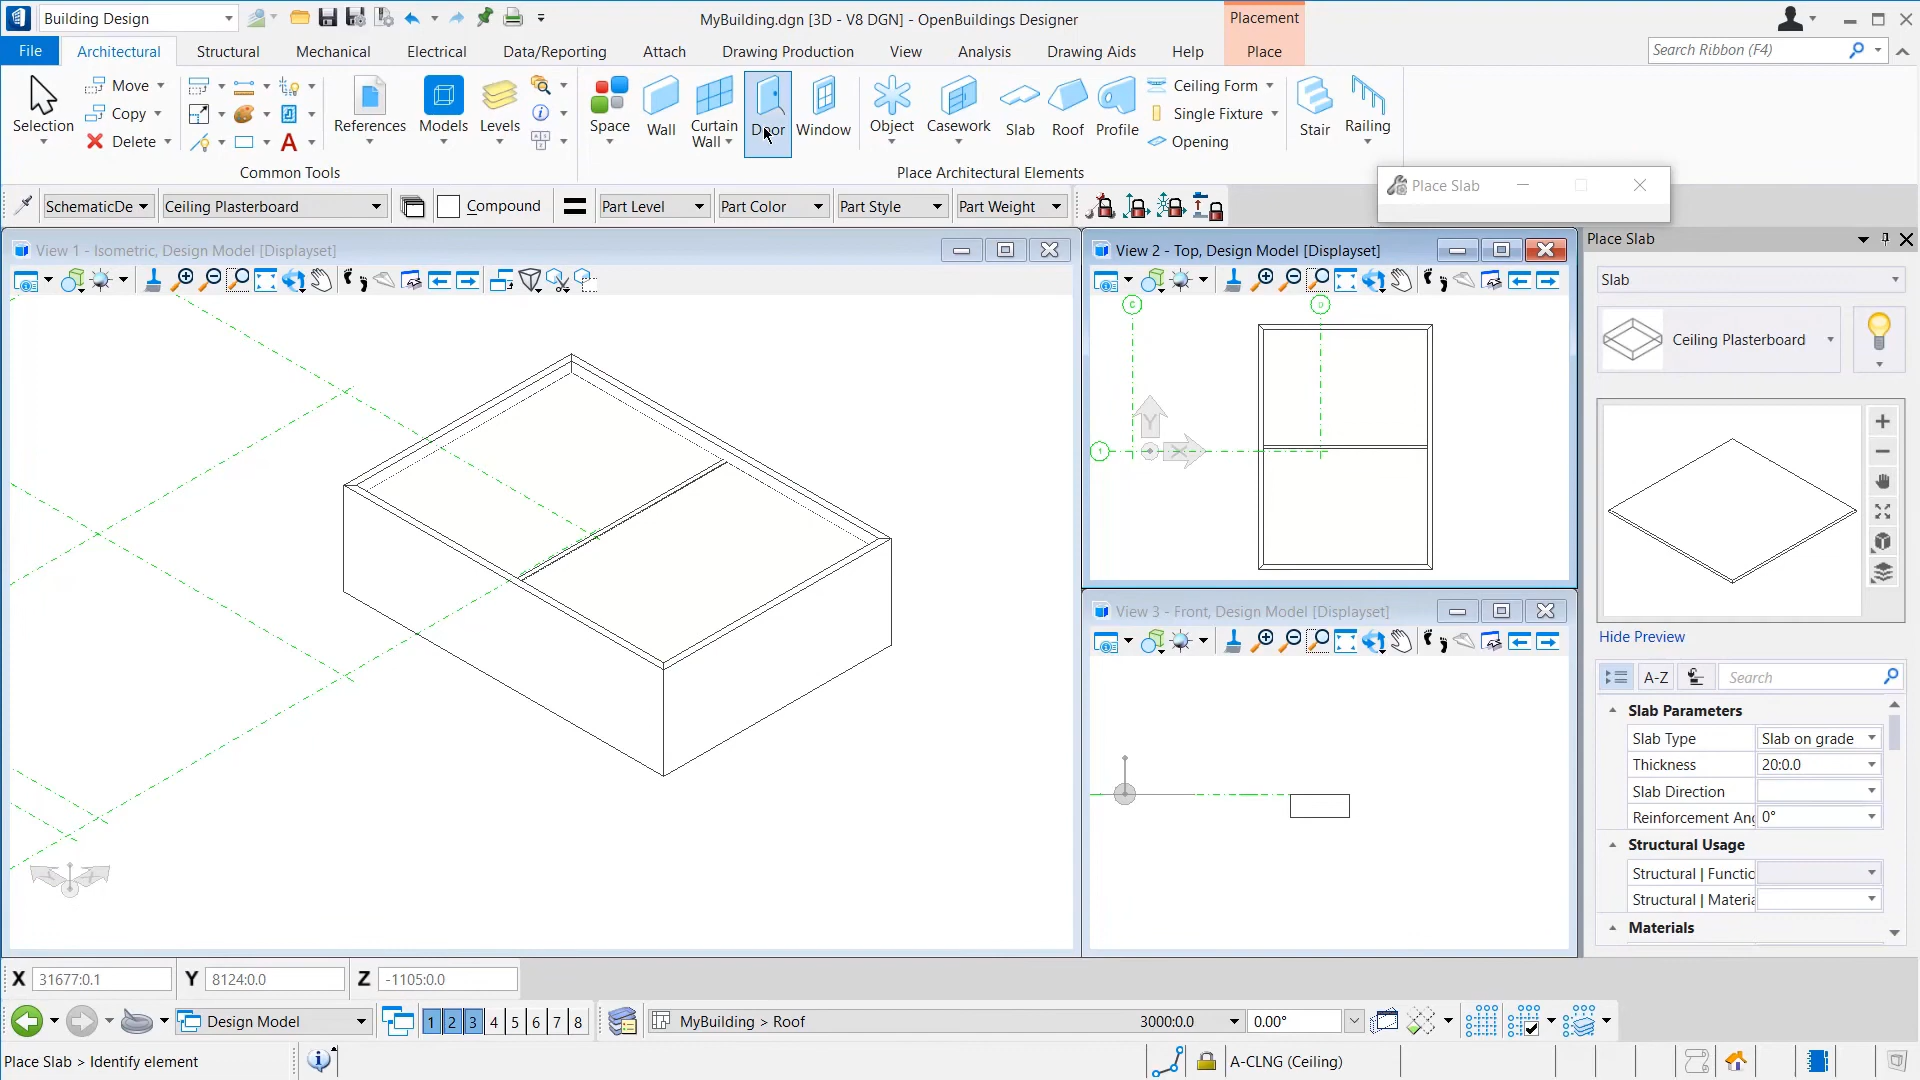 Building Design
MyBuilding.dgn [3D - V8 DGN] - OpenBuildings Designer
Placement
File
Architectural
Structural
Mechanical
Electrical
Data/Reporting
Attach
Drawing Production
View
Analysis
Drawing Aids
Help
Place
Search Ribbon (F4)
Selection
Move
Copy
Delete
References
Models
Levels
Common Tools
Space
Wall
Curtain
Wall
Door
Window
Object
Casework
Slab
Roof
Profile
Ceiling Form
Single Fixture
Opening
Stair
Railing
Place Architectural Elements
Place Slab
SchematicDe
Ceiling Plasterboard
Compound
Part Level
Part Color
Part Style
Part Weight
View 1 - Isometric, Design Model [Displayset]
View 2 - Top, Design Model [Displayset]
C
D
Y
X
1
View 3 - Front, Design Model [Displayset]
Place Slab
Slab
Ceiling Plasterboard
Hide Preview
A-Z
Search
Slab Parameters
Slab Type
Slab on grade
Thickness
20:0.0
Slab Direction
Reinforcement Ang
0°
Structural Usage
Structural | Functio
Structural | Materia
Materials
X
31677:0.1
Y
8124:0.0
Z
-1105:0.0
Design Model
1
2
3
4
5
6
7
8
MyBuilding > Roof
3000:0.0
0.00°
Place Slab > Identify element
A-CLNG (Ceiling)